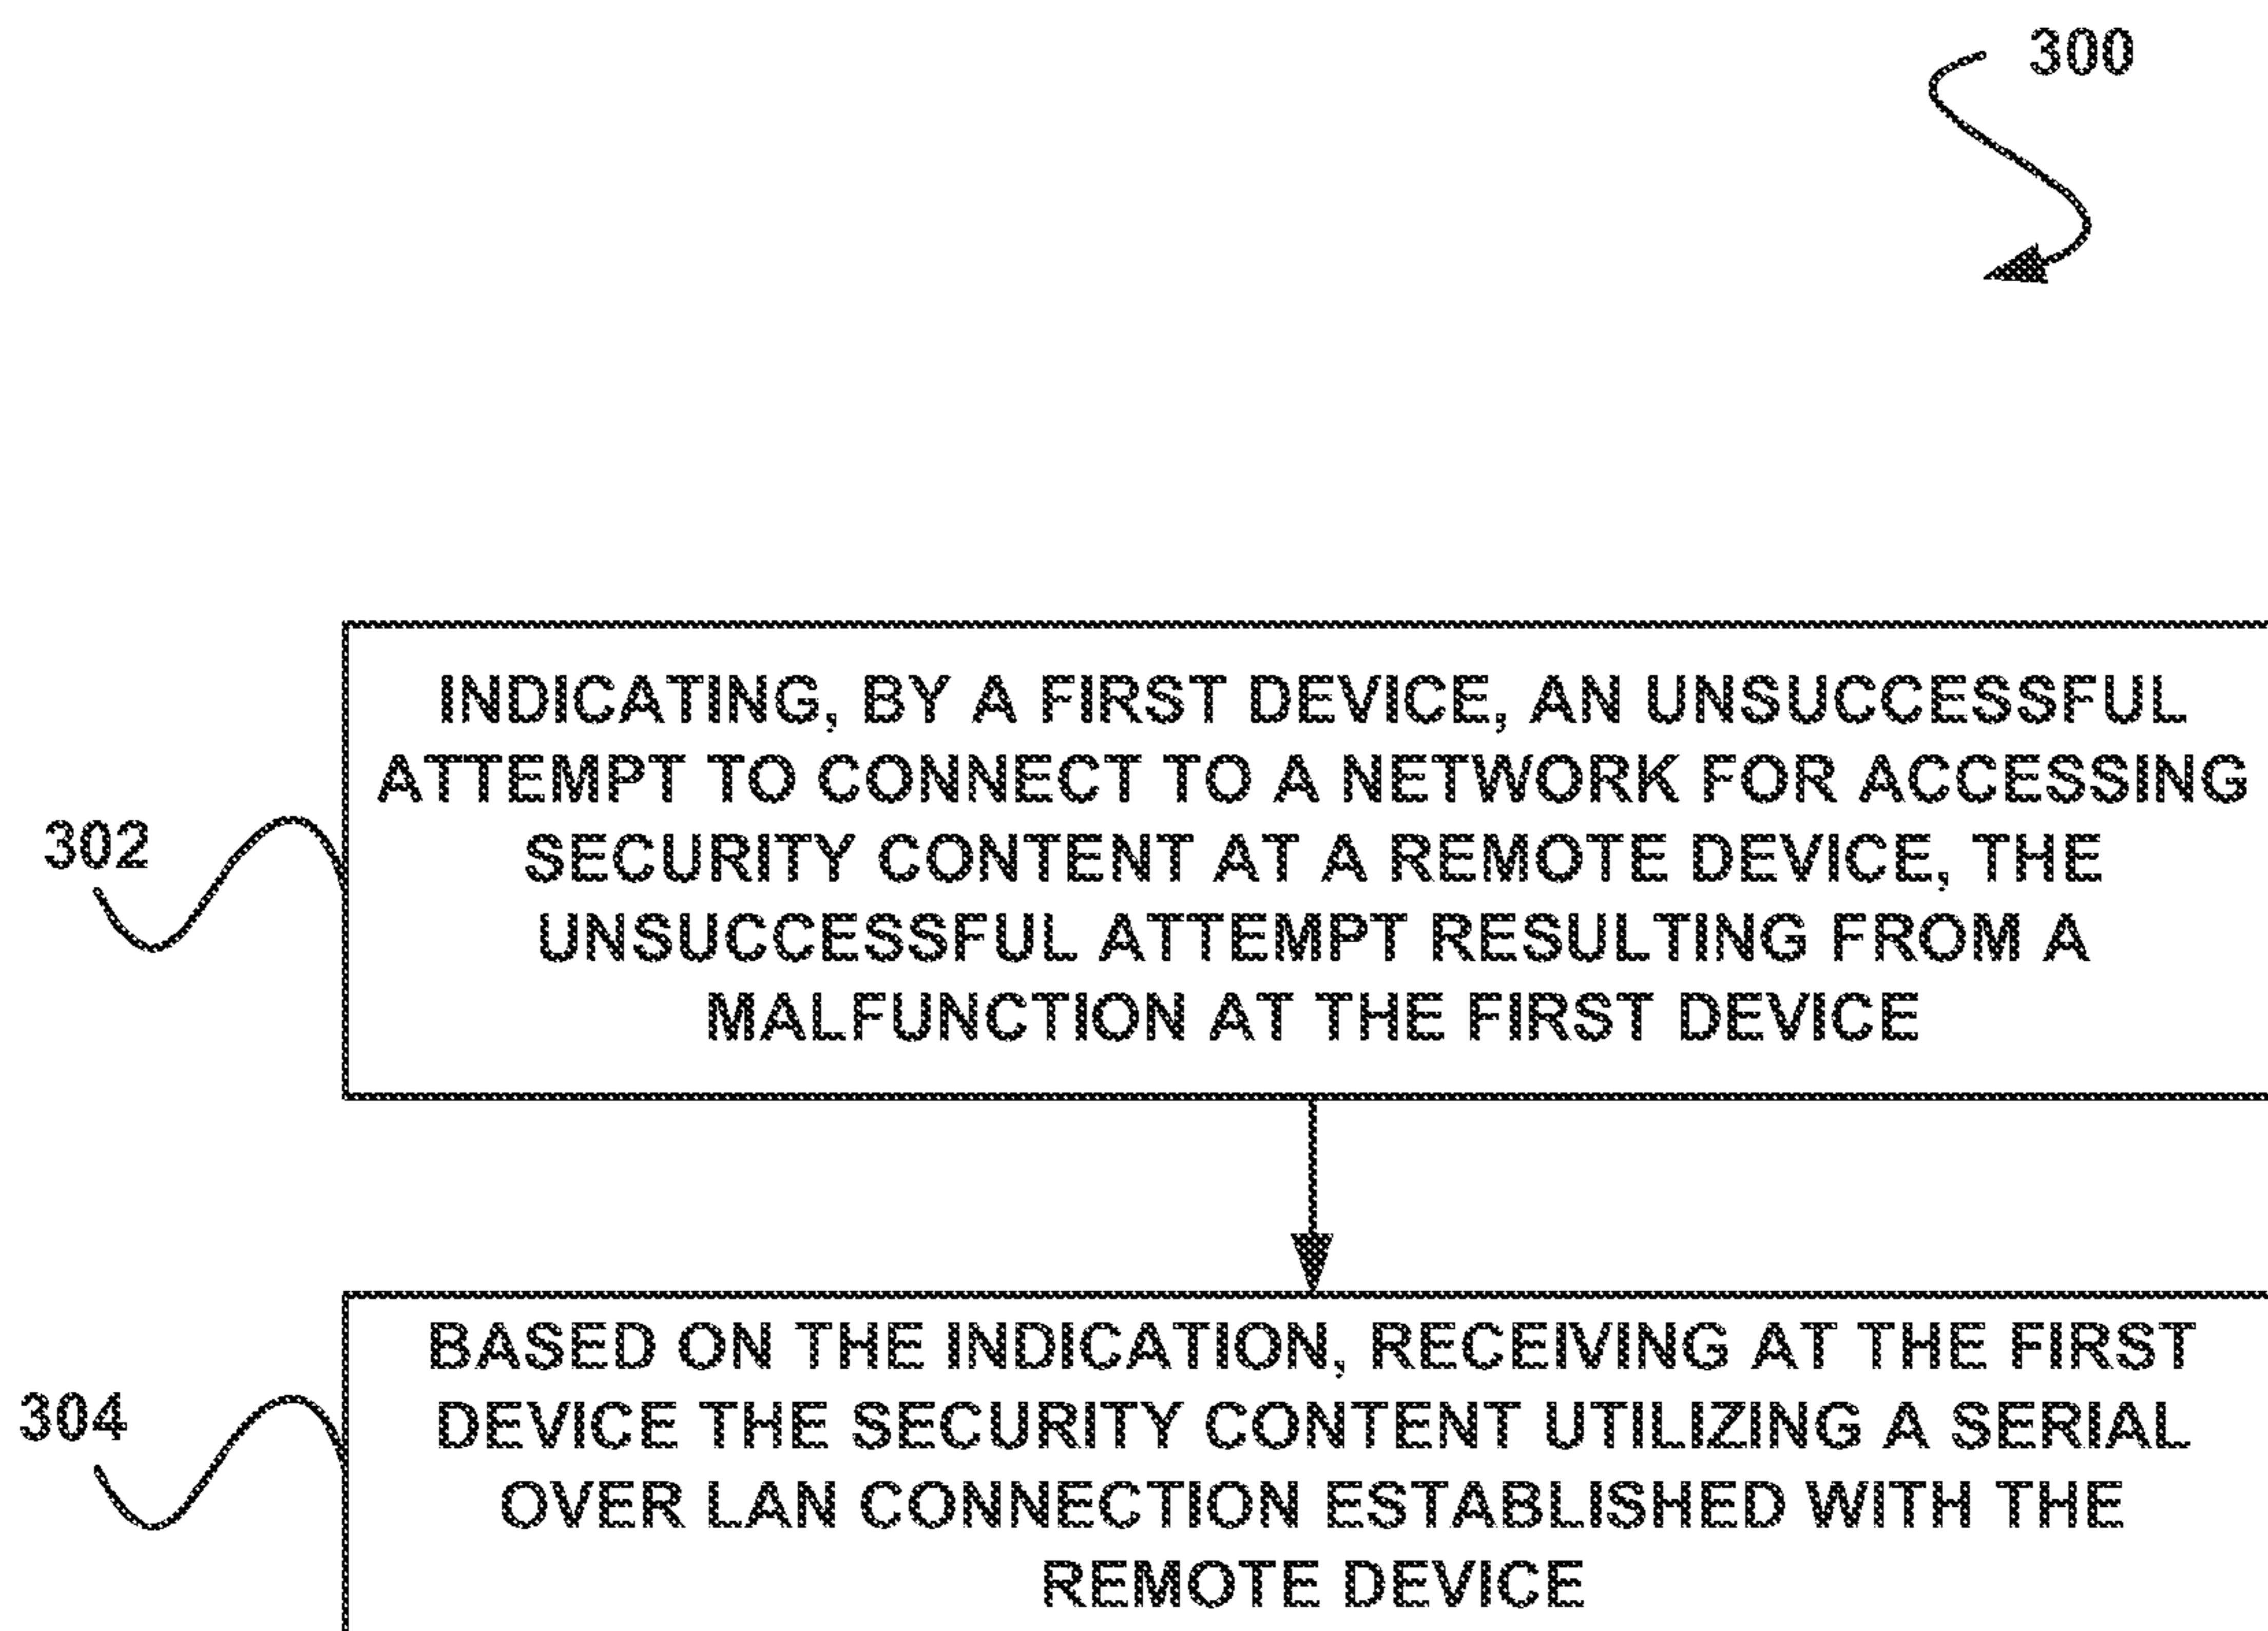 300
INDICATING, BY A FIRST DEVICE, AN UNSUCCESSFUL
ATTEMPT TO CONNECT TO A NETWORK FOR ACCESSING
SECURITY CONTENT AT A REMOTE DEVICE, THE
UNSUCCESSFUL ATTEMPT RESULTING FROM A
MALFUNCTION AT THE FIRST DEVICE
302
BASED ON THE INDICATION, RECEIVING AT THE FIRST
DEVICE THE SECURITY CONTENT UTILIZING A SERIAL
OVER LAN CONNECTION ESTABLISHED WITH THE
REMOTE DEVICE
304